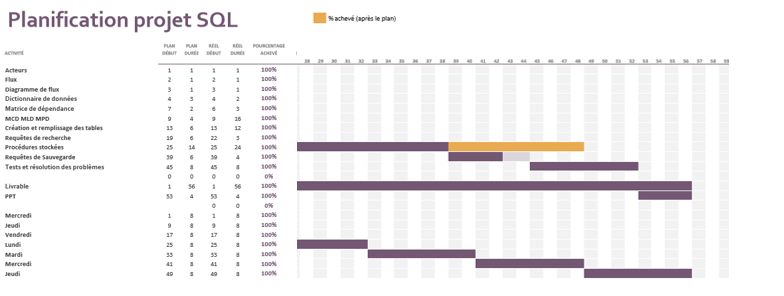 Planification projet SQL
% achevé (après le plan)
PLAN PLAN RÉEL RÉEL POURCENTAGE
ACTIVITÉ DÉBUT DURÉE DÉBUT DURÉE ACHEVÉ
28 29 30 31 32 33 34 35 36 37 38 39 40 41 42 43 44 45 46 47 48 49 50 51 52 53 54 55 56 57 58 59
Acteurs 1 1 1 1 100%
Flux 2 1 2 1 100%
Diagramme de flux 3 1 3 1 100%
Dictionnaire de données 4 3 4 2 100%
Matrice de dépendance 7 2 6 3 100%
MCD MLD MPD 9 4 9 16 100%
Création et remplissage des tables 13 6 13 12 100%
Requêtes de recherche 19 6 22 3 100%
Procédures stockées 25 14 25 24 100%
Requêtes de Sauvegarde 39 6 39 4 100%
Tests et résolution des problèmes 45 8 45 8 100%
0 0 0 0 0%
Livrable 1 56 1 56 100%
PPT 53 4 53 4 100%
0 0 0%
Mercredi 1 8 1 8 100%
Jeudi 9 8 9 8 100%
Vendredi 17 8 17 8 100%
Lundi 25 8 25 8 100%
Mardi 33 8 33 8 100%
Mercredi 41 8 41 8 100%
Jeudi 49 8 49 8 100%